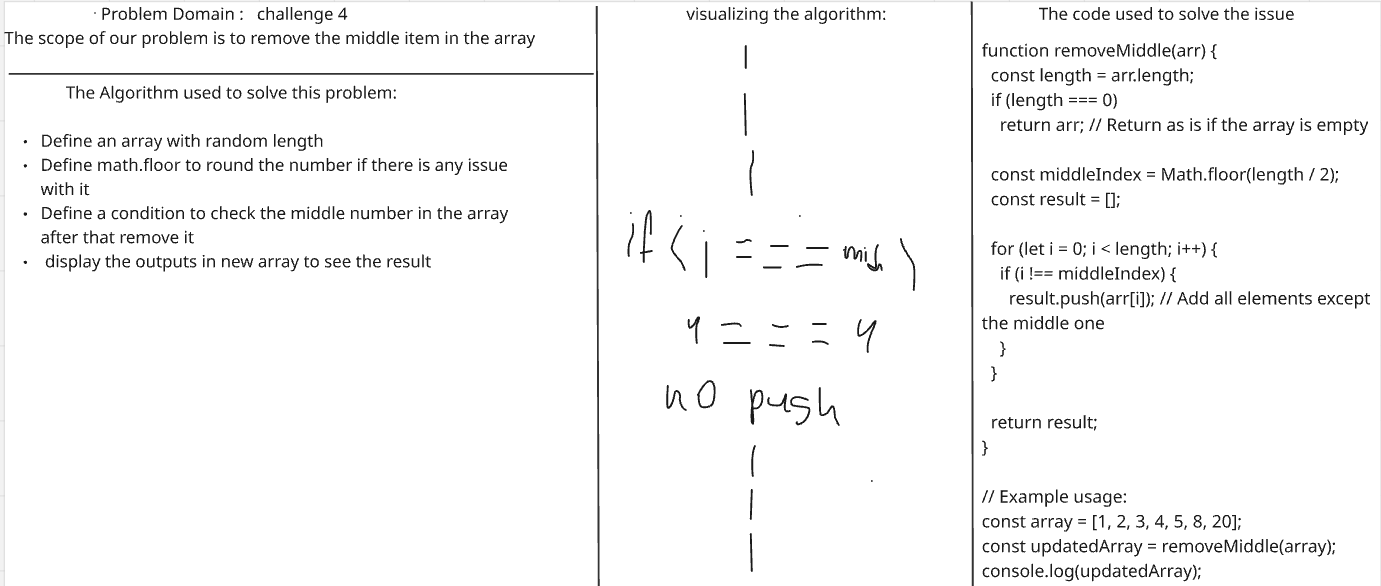 · Problem Domain : challenge 4
The scope of our problem is to remove the middle item in the array
The Algorithm used to solve this problem:
• Define an array with random length
• Define math.floor to round the number if there is any issue
with it
• Define a condition to check the middle number in the array
after that remove it
• display the outputs in new array to see the result
visualizing the algorithm:
if ( i === mid )
4 === 4
no push
The code used to solve the issue
function removeMiddle(arr) {
const length = arr.length;
if (length === 0)
return arr; // Return as is if the array is empty
const middleIndex = Math.floor(length / 2);
const result = [];
for (let i = 0; i < length; i++) {
if (i !== middleIndex) {
result.push(arr[i]); // Add all elements except
the middle one
}
}
return result;
}
// Example usage:
const array = [1, 2, 3, 4, 5, 8, 20];
const updatedArray = removeMiddle(array);
console.log(updatedArray);